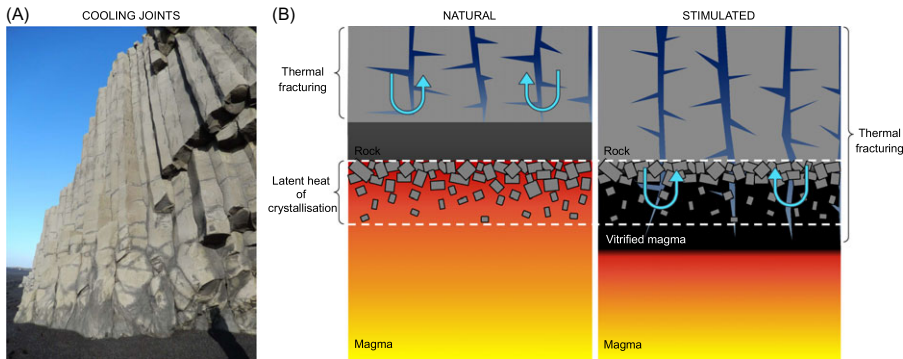 (A)
COOLING JOINTS
(B)
NATURAL
STIMULATED
Thermal
fracturing
Rock
Latent heat
of
crystallisation
Magma
Rock
Vitrified magma
Magma
Thermal
fracturing